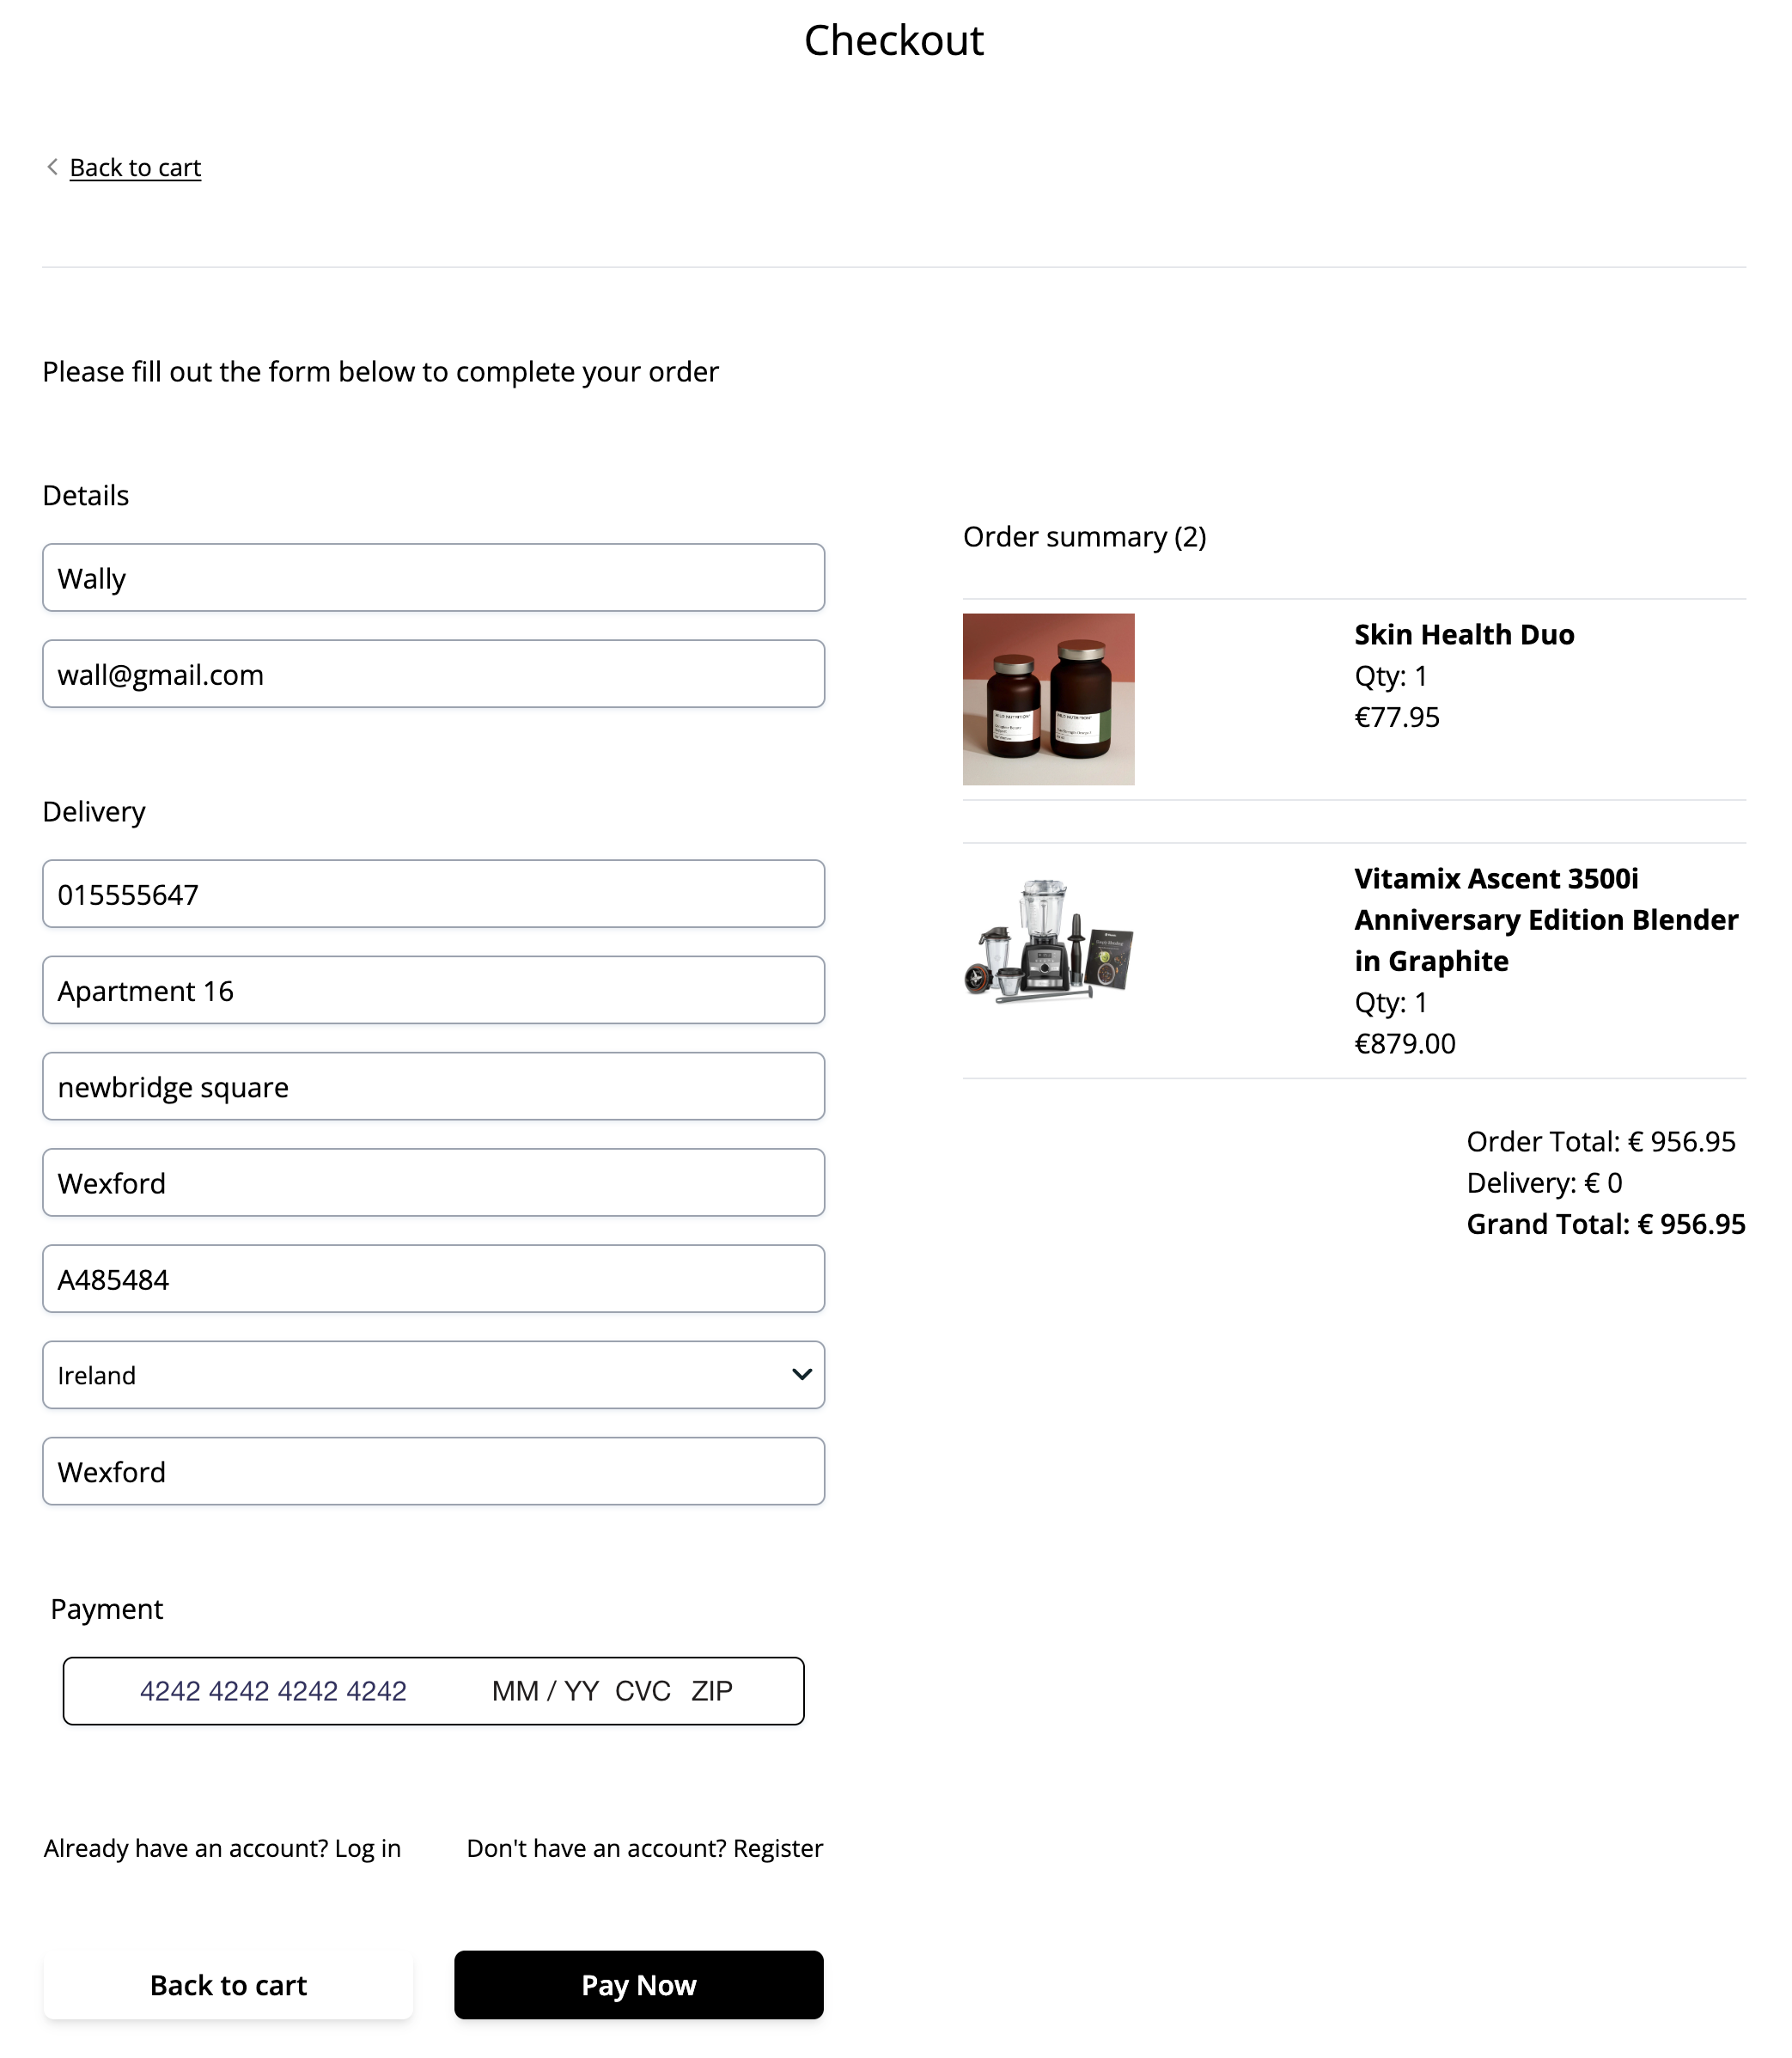 Checkout
Back to cart
Please fill out the form below to complete your order
Details
Wally
wall@gmail.com
Delivery
015555647
Apartment 16
newbridge square
Wexford
A485484
Ireland
Wexford
Payment
4242 4242 4242 4242 MM / YY CVC ZIP
Already have an account? Log in
Don't have an account? Register
Back to cart
Pay Now
Order summary (2)
Skin Health Duo
Qty: 1
€77.95
Vitamix Ascent 3500i
Anniversary Edition Blender
in Graphite
Qty: 1
€879.00
Order Total: € 956.95
Delivery: € 0
Grand Total: € 956.95